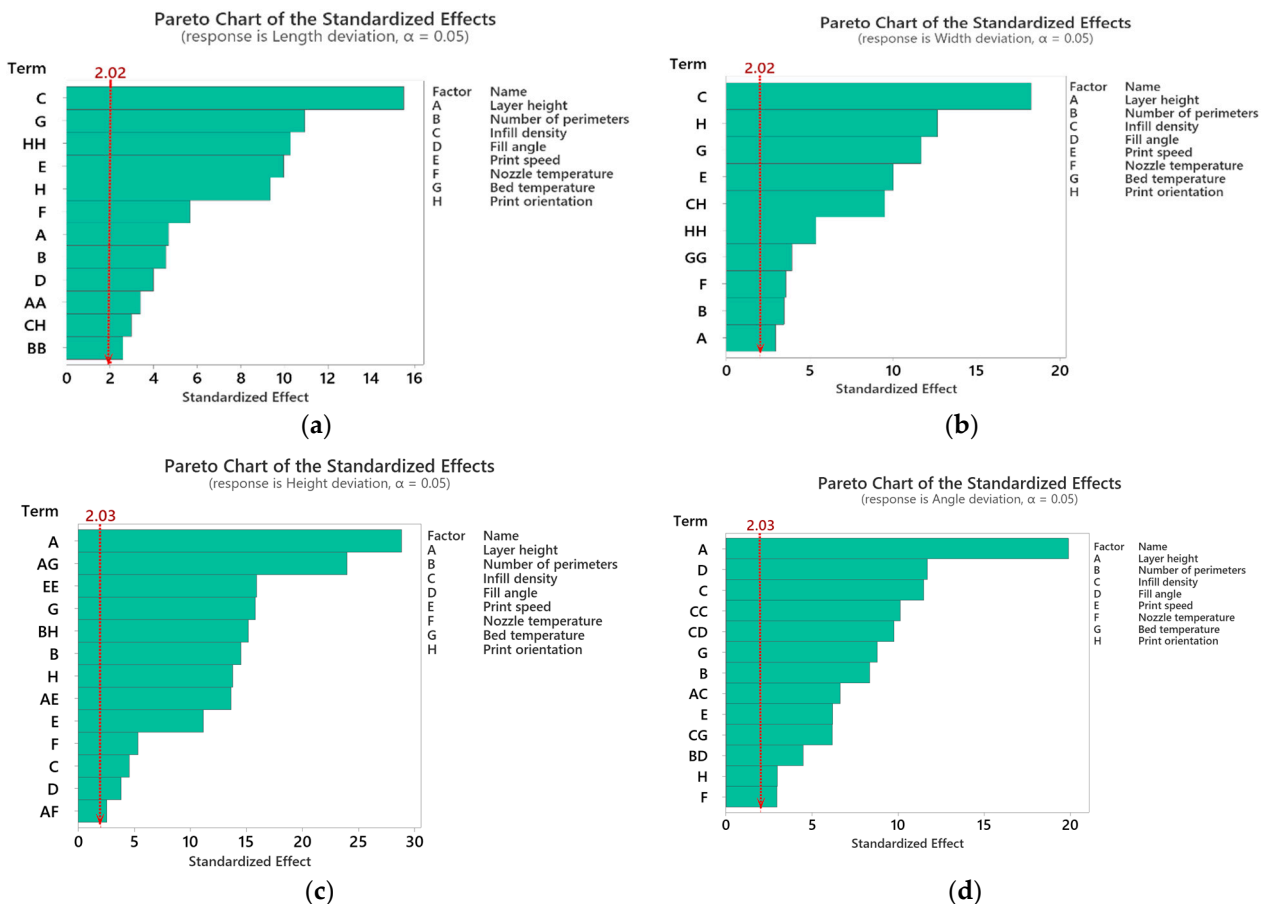 Pareto Chart of the Standardized Effects
(response is Length deviation, α = 0.05)
Term
2.02
C
G
HH
E
H
F
A
B
D
AA
CH
BB
0 2 4 6 8 10 12 14 16
Standardized Effect
Factor Name
A Layer height
B Number of perimeters
C Infill density
D Fill angle
E Print speed
F Nozzle temperature
G Bed temperature
H Print orientation
(a)
Pareto Chart of the Standardized Effects
(response is Width deviation, α = 0.05)
Term
2.02
C
H
G
E
CH
HH
GG
F
B
A
0 5 10 15 20
Standardized Effect
Factor Name
A Layer height
B Number of perimeters
C Infill density
D Fill angle
E Print speed
F Nozzle temperature
G Bed temperature
H Print orientation
(b)
Pareto Chart of the Standardized Effects
(response is Height deviation, α = 0.05)
Term
2.03
A
AG
EE
G
BH
B
H
AE
E
F
C
D
AF
0 5 10 15 20 25 30
Standardized Effect
Factor Name
A Layer height
B Number of perimeters
C Infill density
D Fill angle
E Print speed
F Nozzle temperature
G Bed temperature
H Print orientation
(c)
Pareto Chart of the Standardized Effects
(response is Angle deviation, α = 0.05)
Term
2.03
A
D
C
CC
CD
G
B
AC
E
CG
BD
H
F
0 5 10 15 20
Standardized Effect
Factor Name
A Layer height
B Number of perimeters
C Infill density
D Fill angle
E Print speed
F Nozzle temperature
G Bed temperature
H Print orientation
(d)